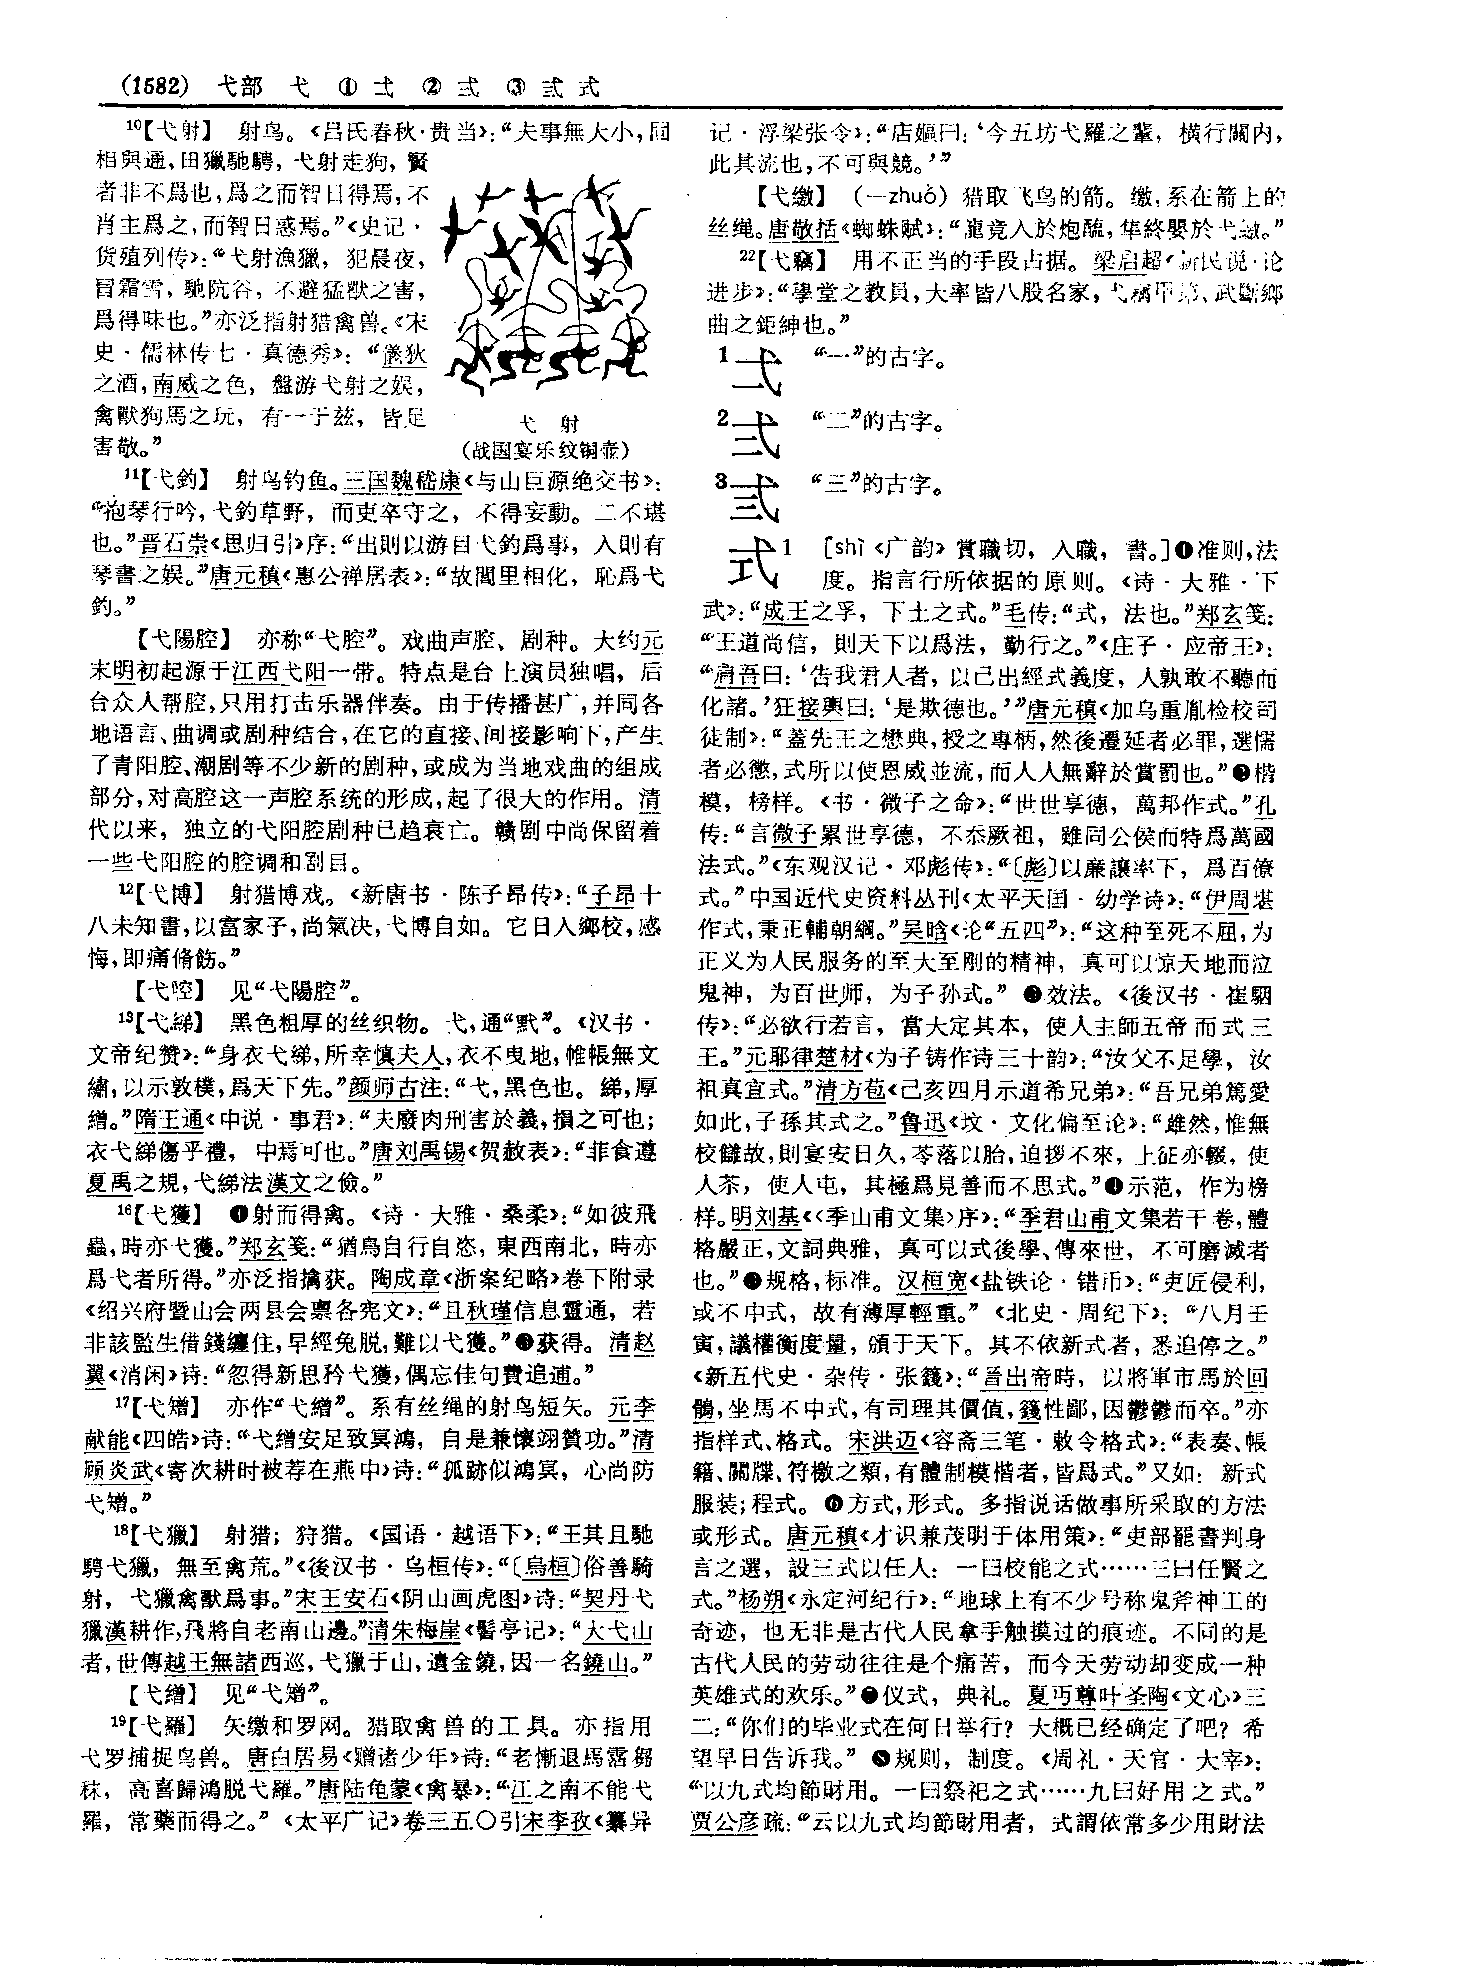 (1582) 弋部 弋 ① 弌 ② 弍 ③ 弎 式
¹⁰【弋射】 射鸟。《吕氏春秋·贵当》：“夫事無大小，固
相與通，田獵馳騁，弋射走狗，賢
者非不爲也，爲之而智日得焉，不
肖主爲之，而智日惑焉。”《史记·
货殖列传》：“弋射漁獵，犯晨夜，
冒霜雪，馳阬谷，不避猛獸之害，
爲得味也。”亦泛指射猎禽兽。《宋
史·儒林传七·真德秀》：“儀狄
之酒，南威之色，盤游弋射之娱，
禽獸狗馬之玩，有一于兹，皆足
害敬。”
弋 射
（战国宴乐纹铜壶）
¹¹【弋釣】 射鸟钓鱼。三国魏嵇康《与山巨源绝交书》：
“抱琴行吟，弋釣草野，而吏卒守之，不得妄動。二不堪
也。”晋石崇《思归引》序：“出則以游目弋釣爲事，入則有
琴書之娱。”唐元稹《惠公禅居表》：“故閭里相化，恥爲弋
釣。”
【弋陽腔】 亦称“弋腔”。戏曲声腔、剧种。大约元
末明初起源于江西弋阳一带。特点是台上演员独唱，后
台众人帮腔，只用打击乐器伴奏。由于传播甚广，并同各
地语言、曲调或剧种结合，在它的直接、间接影响下，产生
了青阳腔、潮剧等不少新的剧种，或成为当地戏曲的组成
部分，对高腔这一声腔系统的形成，起了很大的作用。清
代以来，独立的弋阳腔剧种已趋衰亡。赣剧中尚保留着
一些弋阳腔的腔调和剧目。
¹²【弋博】 射猎博戏。《新唐书·陈子昂传》：“子昂十
八未知書，以富家子，尚氣决，弋博自如。它日入鄉校，感
悔，即痛脩飭。”
【弋腔】 见“弋陽腔”。
¹³【弋綈】 黑色粗厚的丝织物。弋，通“黓”。《汉书·
文帝纪赞》：“身衣弋綈，所幸慎夫人，衣不曳地，帷帳無文
繡，以示敦樸，爲天下先。”颜师古注：“弋，黑色也。綈，厚
繒。”隋王通《中说·事君》：“夫廢肉刑害於義，損之可也；
衣弋綈傷乎禮，中焉可也。”唐刘禹锡《贺赦表》：“菲食遵
夏禹之規，弋綈法漢文之儉。”
¹⁶【弋獲】 ❶射而得禽。《诗·大雅·桑柔》：“如彼飛
蟲，時亦弋獲。”郑玄笺：“猶鳥自行自恣，東西南北，時亦
爲弋者所得。”亦泛指擒获。陶成章《浙案纪略》卷下附录
《绍兴府暨山会两县会禀各宪文》：“且秋瑾信息靈通，若
非該監生借錢纏住，早經兔脱，難以弋獲。”❷获得。清赵
翼《消闲》诗：“忽得新思矜弋獲，偶忘佳句費追逋。”
¹⁷【弋矰】 亦作“弋繒”。系有丝绳的射鸟短矢。元李
献能《四皓》诗：“弋繒安足致冥鴻，自是兼懷翊贊功。”清
顾炎武《寄次耕时被荐在燕中》诗：“孤跡似鴻冥，心尚防
弋矰。”
¹⁸【弋獵】 射猎；狩猎。《国语·越语下》：“王其且馳
騁弋獵，無至禽荒。”《後汉书·乌桓传》：“〔烏桓〕俗善騎
射，弋獵禽獸爲事。”宋王安石《阴山画虎图》诗：“契丹弋
獵漢耕作，飛將自老南山邊。”清朱梅崖《髻亭记》：“大弋山
者，世傳越王無諸西巡，弋獵于山，遺金鐃，因一名鐃山。”
【弋繒】 见“弋矰”。
¹⁹【弋羅】 矢缴和罗网。猎取禽兽的工具。亦指用
弋罗捕捉鸟兽。唐白居易《赠诸少年》诗：“老慚退馬霑芻
秣，高喜歸鴻脱弋羅。”唐陆龟蒙《禽暴》：“江之南不能弋
羅，常藥而得之。”《太平广记》卷三五〇引宋李孜《纂异
记·浮梁张令》：“店嫗曰：‘今五坊弋羅之輩，橫行關内，
此其流也，不可與競。’”
【弋缴】 （—zhuó）猎取飞鸟的箭。缴，系在箭上的
丝绳。唐敬括《蜘蛛赋》：“龍竟入於炮醢，隼終嬰於弋繳。”
²²【弋竊】 用不正当的手段占据。梁启超《新民说·论
进步》：“學堂之教員，大率皆八股名家，弋竊甲第、武斷鄉
曲之鉅紳也。”
1 弌 “一”的古字。
2 弍 “二”的古字。
3 弎 “三”的古字。
式¹ [shì《广韵》賞職切，入職，書。]❶准则，法
度。指言行所依据的原则。《诗·大雅·下
武》：“成王之孚，下土之式。”毛传：“式，法也。”郑玄笺：
“王道尚信，則天下以爲法，勤行之。”《庄子·应帝王》：
“肩吾曰：‘告我君人者，以己出經式義度，人孰敢不聽而
化諸。’狂接輿曰：‘是欺德也。’”唐元稹《加乌重胤检校司
徒制》：“蓋先王之懋典，授之專柄，然後遷延者必罪，選懦
者必懲，式所以使恩威並流，而人人無辭於賞罰也。”❷楷
模，榜样。《书·微子之命》：“世世享德，萬邦作式。”孔
传：“言微子累世享德，不忝厥祖，雖同公侯而特爲萬國
法式。”《东观汉记·邓彪传》：“〔彪〕以廉讓率下，爲百僚
式。”中国近代史资料丛刊《太平天国·幼学诗》：“伊周堪
作式，秉正輔朝綱。”吴晗《论“五四”》：“这种至死不屈，为
正义为人民服务的至大至刚的精神，真可以惊天地而泣
鬼神，为百世师，为子孙式。” ❸效法。《後汉书·崔駰
传》：“必欲行若言，當大定其本，使人主師五帝而式三
王。”元耶律楚材《为子铸作诗三十韵》：“汝父不足學，汝
祖真宜式。”清方苞《己亥四月示道希兄弟》：“吾兄弟篤愛
如此，子孫其式之。”鲁迅《坟·文化偏至论》：“雖然，惟無
校讎故，則宴安日久，苓落以胎，迫拶不來，上征亦輟，使
人苶，使人屯，其極爲見善而不思式。”❹示范，作为榜
样。明刘基《〈季山甫文集〉序》：“季君山甫文集若干卷，體
格嚴正，文詞典雅，真可以式後學、傳來世，不可磨滅者
也。”❺规格，标准。汉桓宽《盐铁论·错币》：“吏匠侵利，
或不中式，故有薄厚輕重。”《北史·周纪下》：“八月壬
寅，議權衡度量，頒于天下。其不依新式者，悉追停之。”
《新五代史·杂传·张籛》：“晋出帝時，以將軍市馬於回
鶻，坐馬不中式，有司理其價值，籛性鄙，因鬱鬱而卒。”亦
指样式、格式。宋洪迈《容斋三笔·敕令格式》：“表奏、帳
籍、關牒、符檄之類，有體制模楷者，皆爲式。”又如：新式
服装；程式。❻方式，形式。多指说话做事所采取的方法
或形式。唐元稹《才识兼茂明于体用策》：“吏部罷書判身
言之選，設三式以任人：一曰校能之式……三曰任賢之
式。”杨朔《永定河纪行》：“地球上有不少号称鬼斧神工的
奇迹，也无非是古代人民拿手触摸过的痕迹。不同的是
古代人民的劳动往往是个痛苦，而今天劳动却变成一种
英雄式的欢乐。”❼仪式，典礼。夏丏尊叶圣陶《文心》三
二：“你们的毕业式在何日举行？大概已经确定了吧？希
望早日告诉我。” ❽规则，制度。《周礼·天官·大宰》：
“以九式均節財用。一曰祭祀之式……九曰好用之式。”
贾公彦疏：“云以九式均節財用者，式謂依常多少用財法